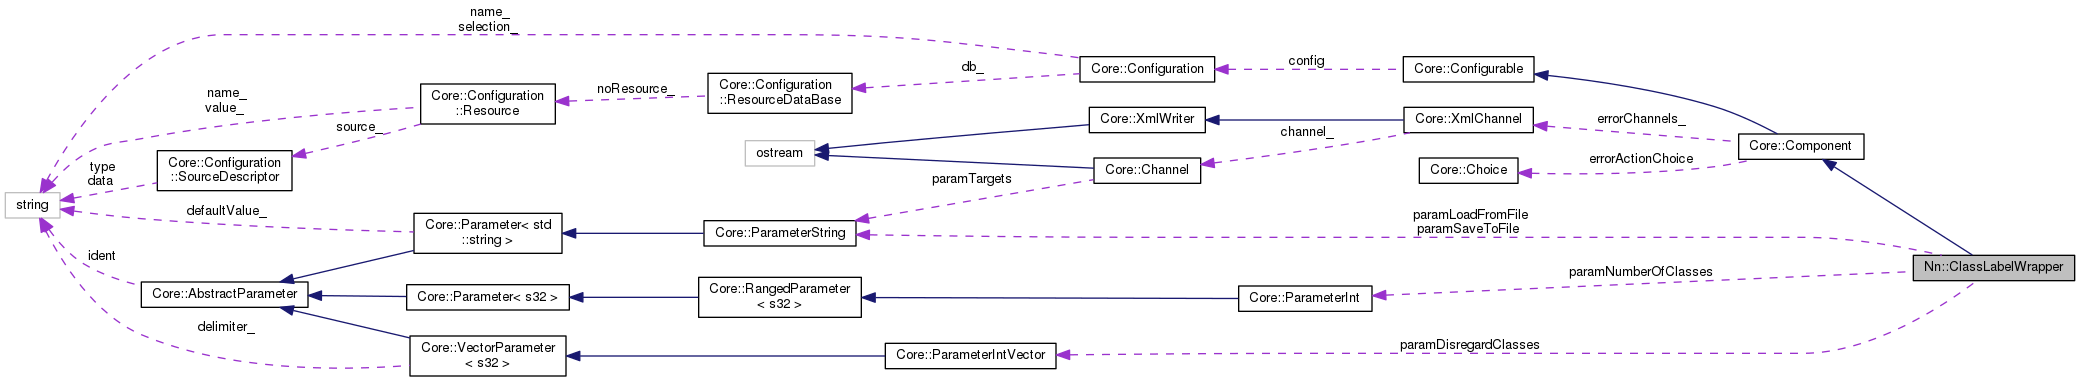 name_
selection_
Core::Configuration
config
Core::Configurable
db_
Core::Configuration
::ResourceDataBase
noResource_
Core::Configuration
::Resource
name_
value_
source_
Core::XmlWriter
Core::XmlChannel
errorChannels_
channel_
Core::Component
ostream
Core::Configuration
::SourceDescriptor
type
data
Core::Channel
Core::Choice
errorActionChoice
paramTargets
string
defaultValue_
Core::Parameter< std
::string >
Core::ParameterString
paramLoadFromFile
paramSaveToFile
Nn::ClassLabelWrapper
ident
Core::AbstractParameter
Core::Parameter< s32 >
Core::RangedParameter
< s32 >
Core::ParameterInt
paramNumberOfClasses
delimiter_
Core::VectorParameter
< s32 >
Core::ParameterIntVector
paramDisregardClasses